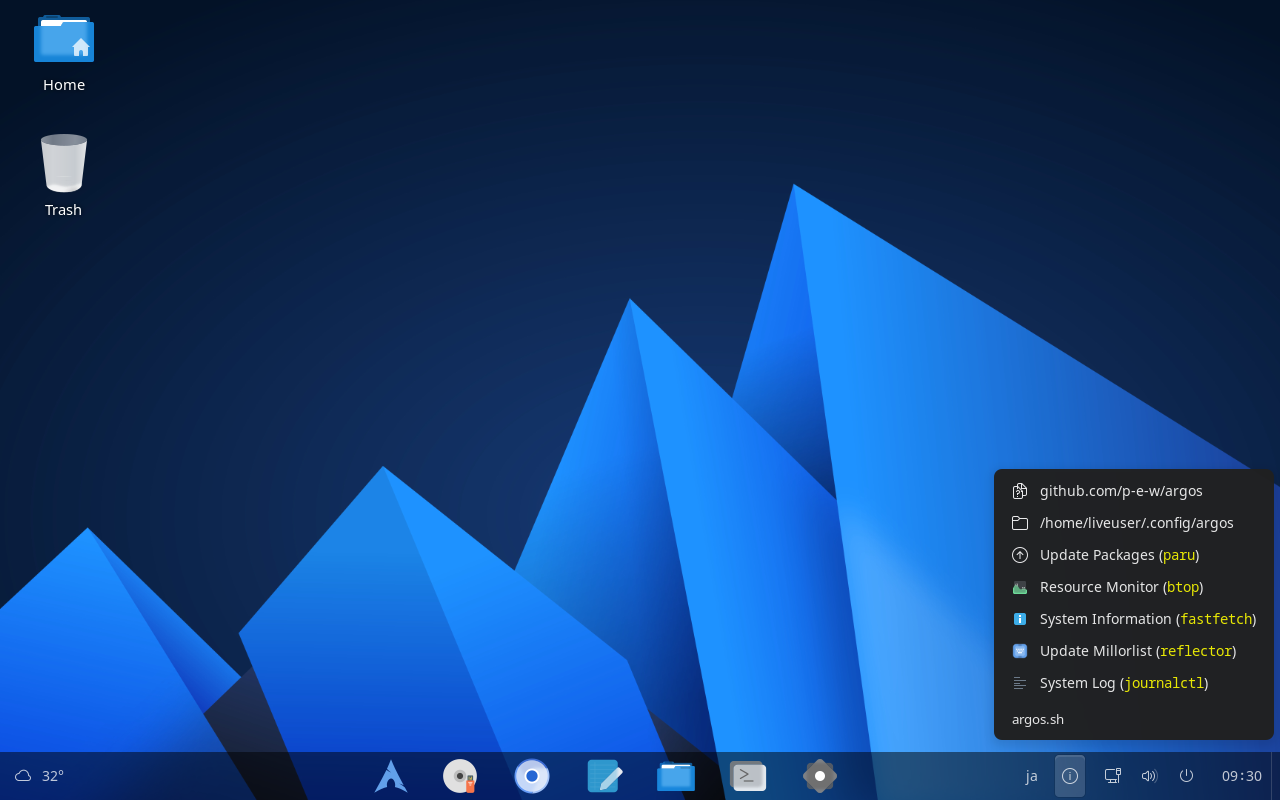 Home
Trash
github.com/p-e-w/argos
/home/liveuser/.config/argos
Update Packages (paru)
Resource Monitor (btop)
System Information (fastfetch)
Update Millorlist (reflector)
System Log (journalctl)
argos.sh
32°
ja
09:30